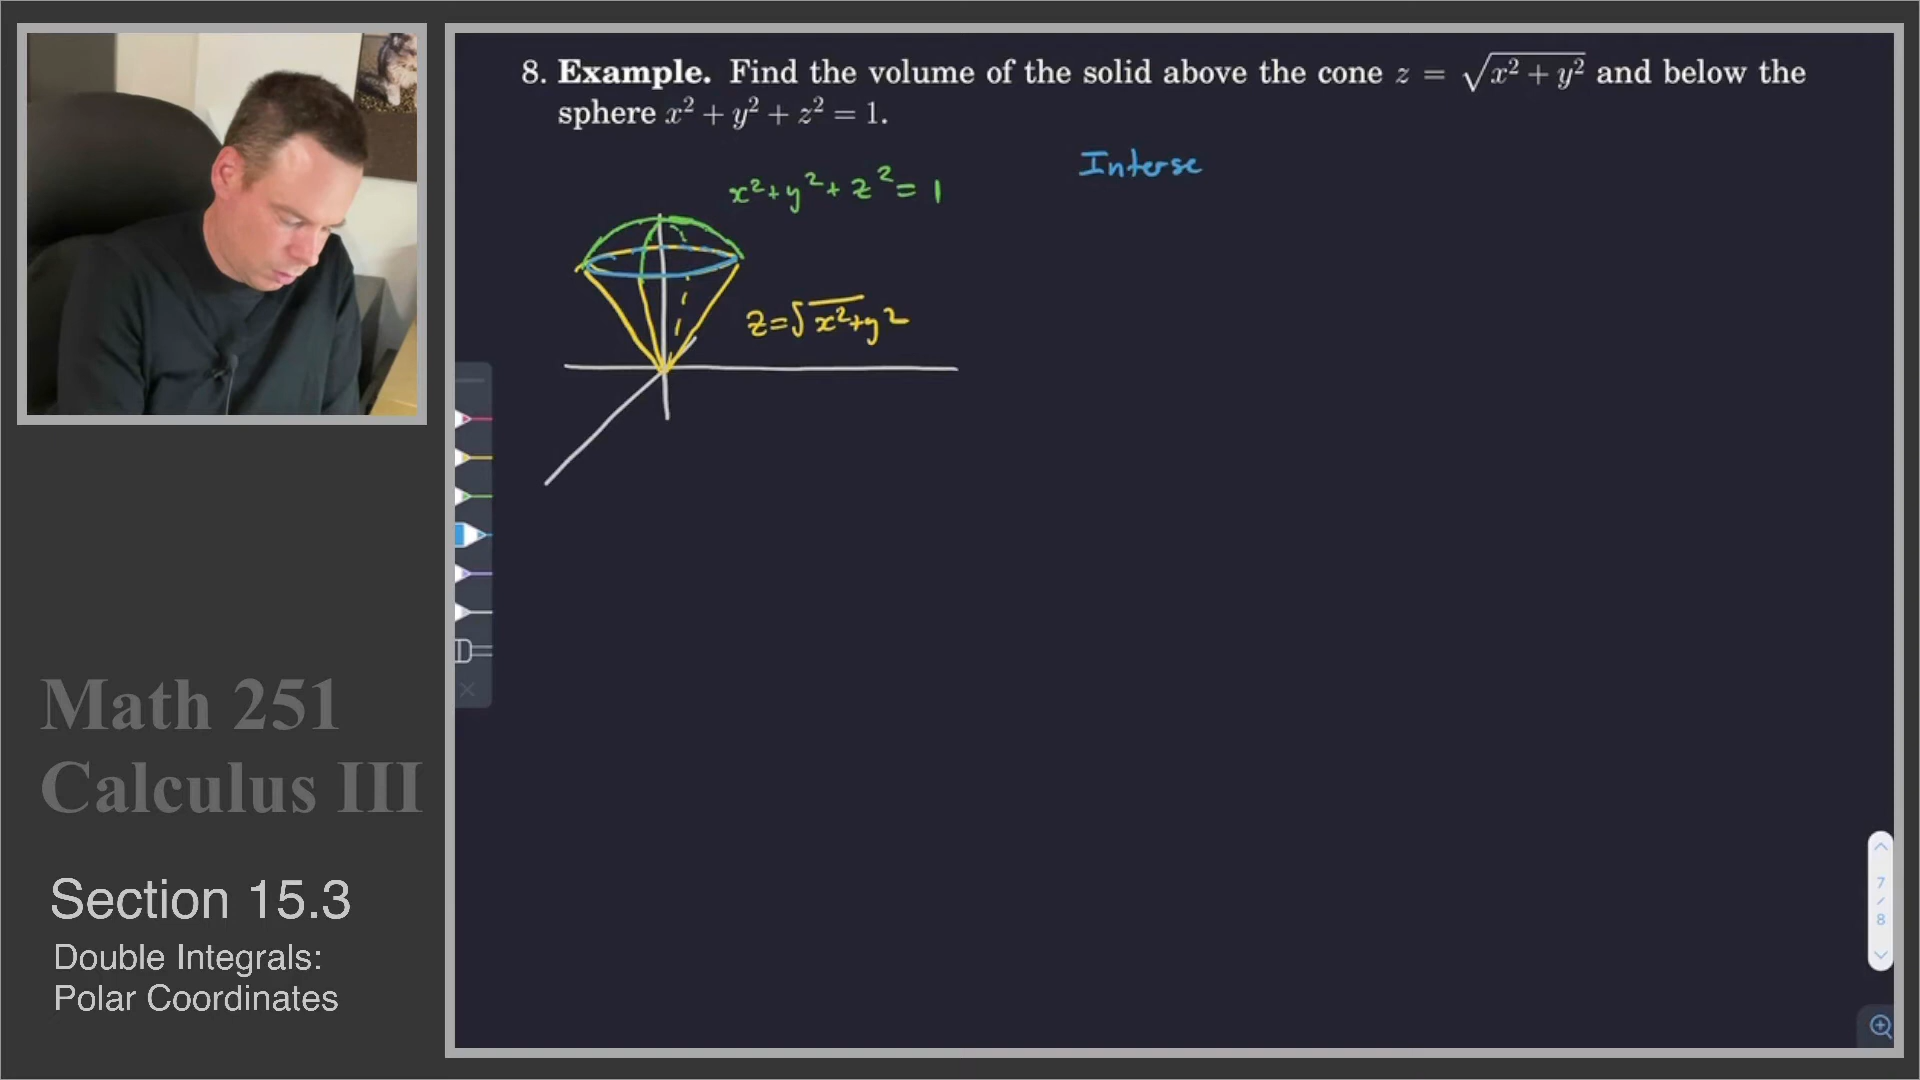 8. Example. Find the volume of the solid above the cone z = √(x² + y²) and below the
sphere x² + y² + z² = 1.
Interse
x²+y²+z²=1
z=√x²+y²
Math 251
Calculus III
Section 15.3
Double Integrals:
Polar Coordinates
7
/
8